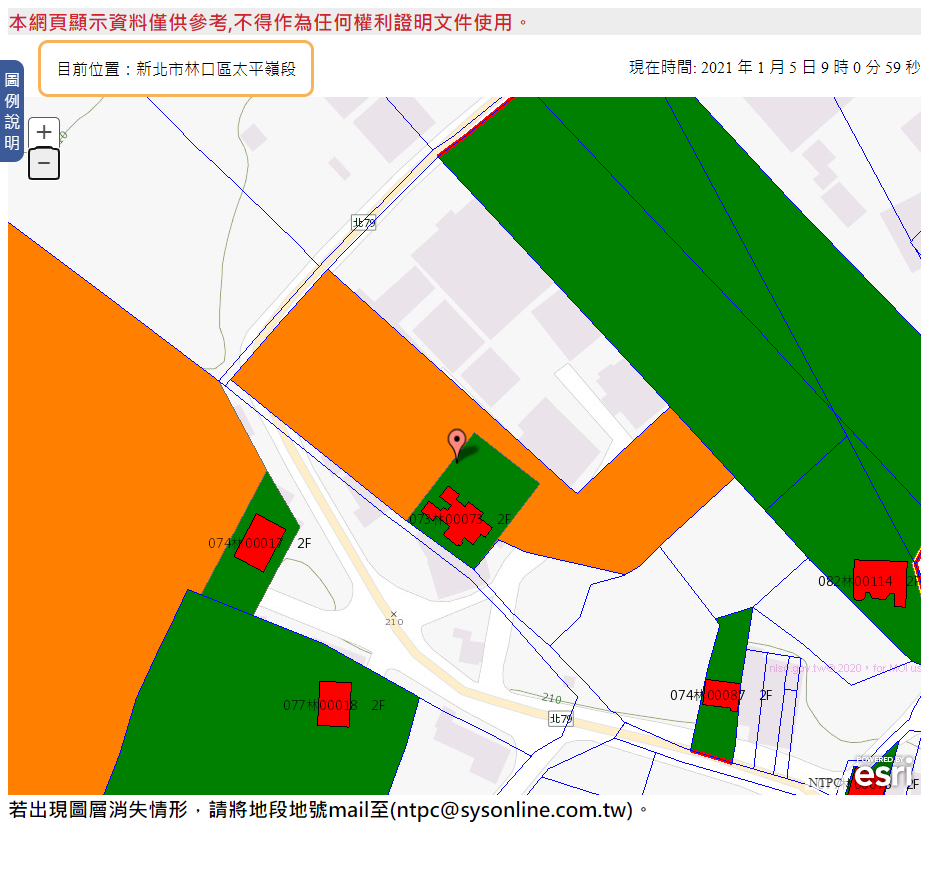 本網頁顯示資料僅供參考,不得作為任何權利證明文件使用。
目前位置：新北市林口區太平嶺段
現在時間: 2021 年 1 月 5 日 9 時 0 分 59 秒
圖例說明
+
−
北79
073林00073 2F
074林00017 2F
082林00114 2F
210
074林00087 2F
210
077林00018 2F
北79
POWERED BY
esri
NTPC
2F
若出現圖層消失情形，請將地段地號mail至(ntpc@sysonline.com.tw)。